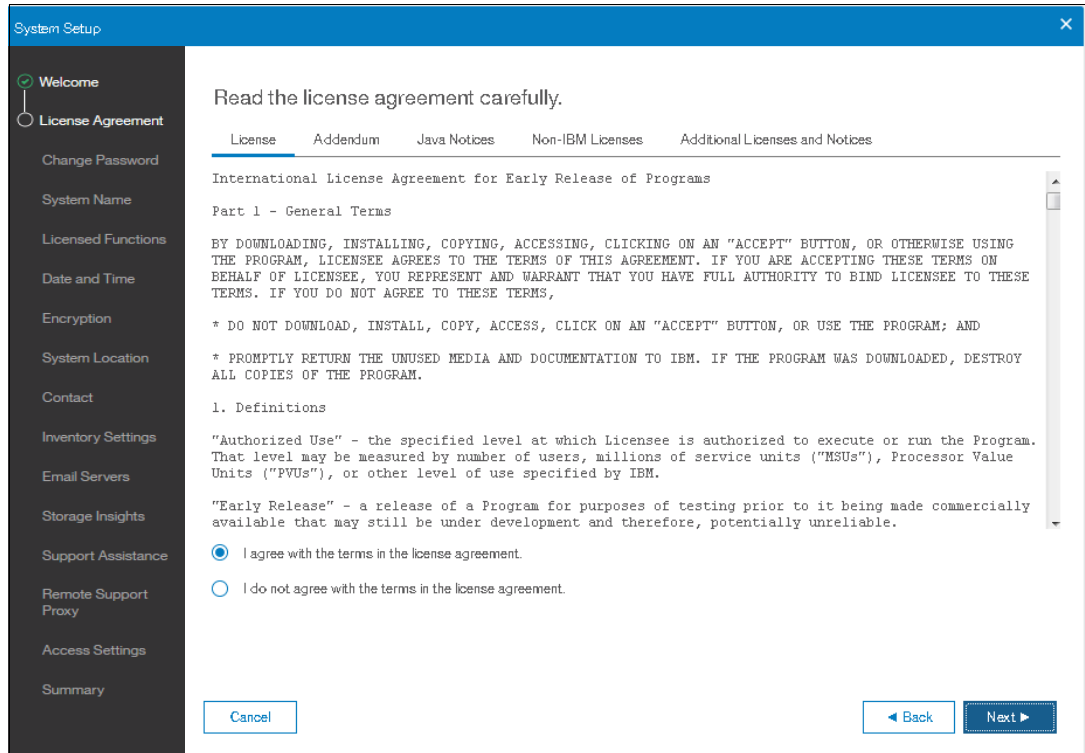 System Setup
Welcome
License Agreement
Change Password
System Name
Licensed Functions
Date and Time
Encryption
System Location
Contact
Inventory Settings
Email Servers
Storage Insights
Support Assistance
Remote Support
Proxy
Access Settings
Summary
Read the license agreement carefully.
License Addendum Java Notices Non-IBM Licenses Additional Licenses and Notices
International License Agreement for Early Release of Programs
Part 1 - General Terms
BY DOWNLOADING, INSTALLING, COPYING, ACCESSING, CLICKING ON AN "ACCEPT" BUTTON, OR OTHERWISE USING
THE PROGRAM, LICENSEE AGREES TO THE TERMS OF THIS AGREEMENT. IF YOU ARE ACCEPTING THESE TERMS ON
BEHALF OF LICENSEE, YOU REPRESENT AND WARRANT THAT YOU HAVE FULL AUTHORITY TO BIND LICENSEE TO THESE
TERMS. IF YOU DO NOT AGREE TO THESE TERMS,
* DO NOT DOWNLOAD, INSTALL, COPY, ACCESS, CLICK ON AN "ACCEPT" BUTTON, OR USE THE PROGRAM; AND
* PROMPTLY RETURN THE UNUSED MEDIA AND DOCUMENTATION TO IBM. IF THE PROGRAM WAS DOWNLOADED, DESTROY
ALL COPIES OF THE PROGRAM.
1. Definitions
"Authorized Use" - the specified level at which Licensee is authorized to execute or run the Program.
That level may be measured by number of users, millions of service units ("MSUs"), Processor Value
Units ("PVUs"), or other level of use specified by IBM.
"Early Release" - a release of a Program for purposes of testing prior to it being made commercially
available that may still be under development and therefore, potentially unreliable.
I agree with the terms in the license agreement.
I do not agree with the terms in the license agreement.
Cancel Back Next